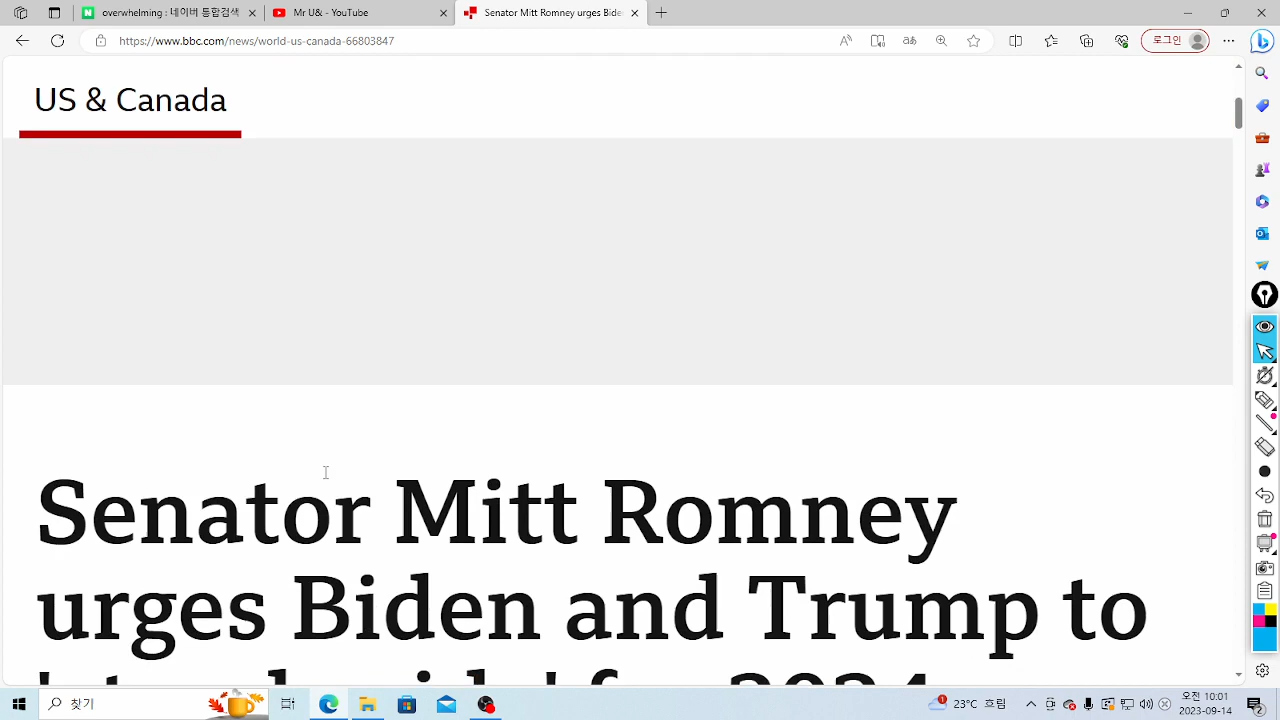 overwhelming : 네이버 통합검색
Mr U& - YouTube
Senator Mitt Romney urges Bide
https://www.bbc.com/news/world-us-canada-66803847
로그인
US & Canada
Senator Mitt Romney
urges Biden and Trump to
찾기
23°C 흐림
오전 10:01
2023-09-14
2